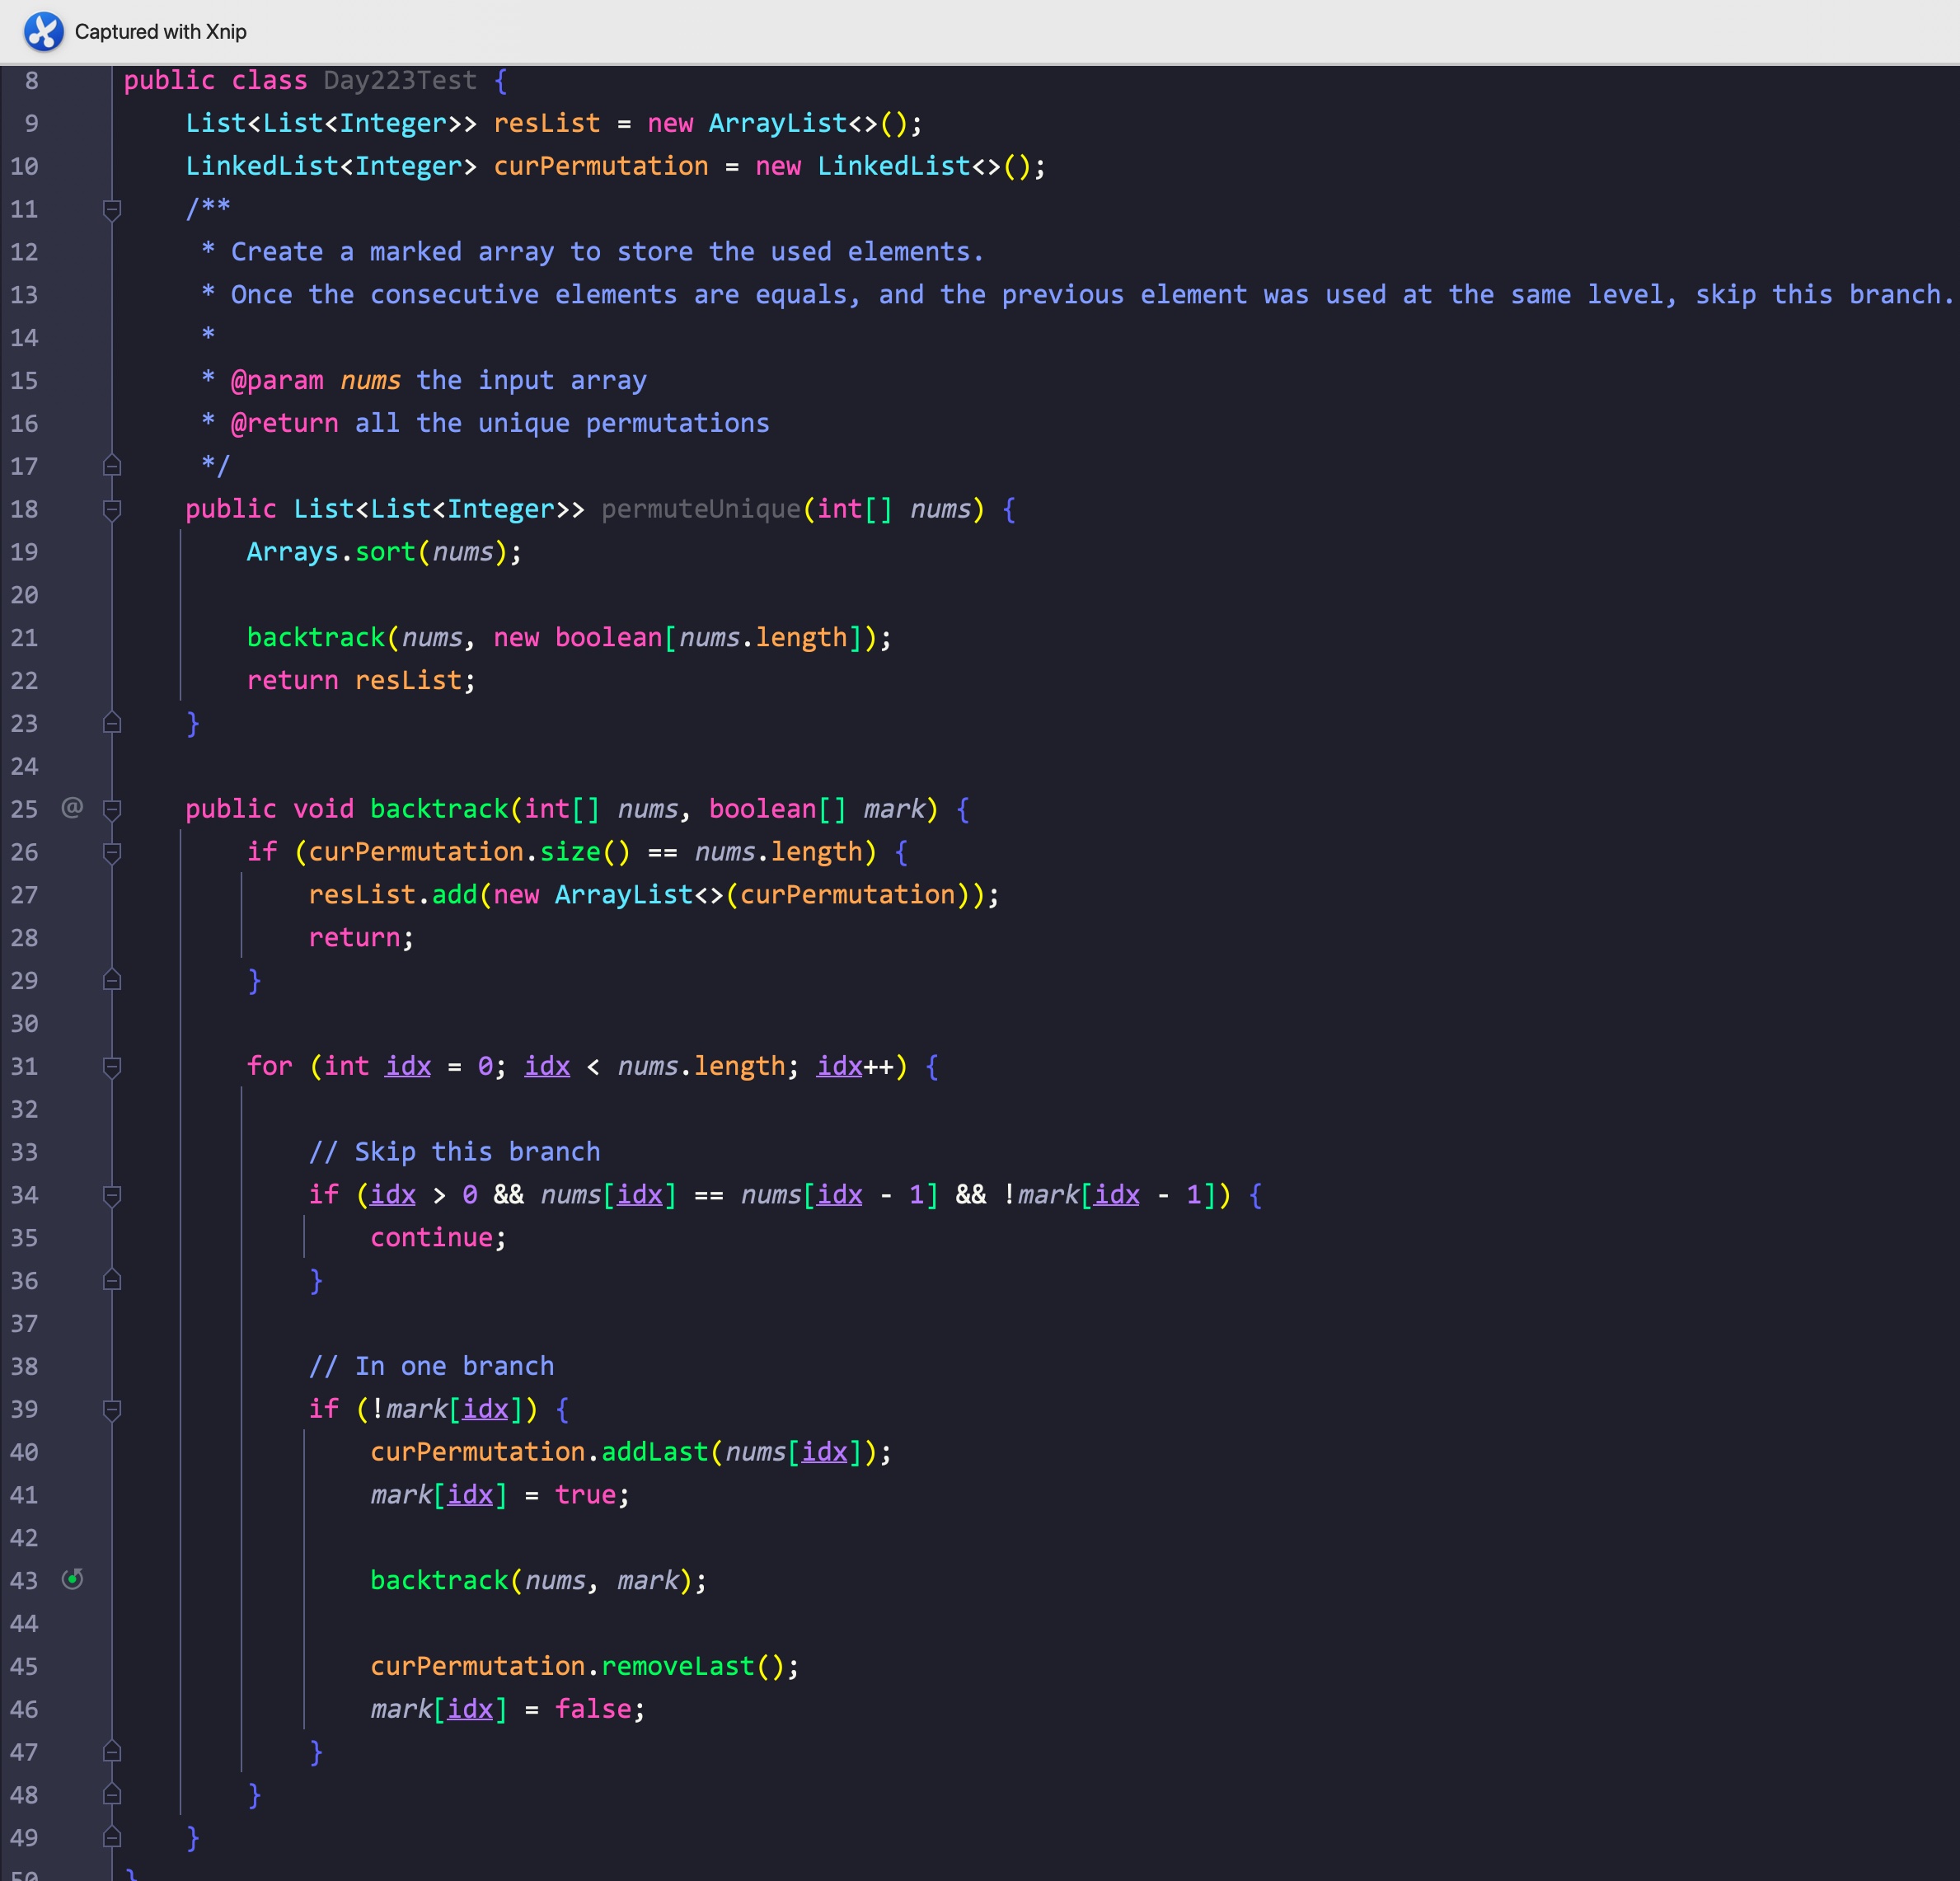 Captured with Xnip
8 public class Day223Test {
9 List<List<Integer>> resList = new ArrayList<>();
10 LinkedList<Integer> curPermutation = new LinkedList<>();
11 /**
12 * Create a marked array to store the used elements.
13 * Once the consecutive elements are equals, and the previous element was used at the same level, skip this branch.
14 *
15 * @param nums the input array
16 * @return all the unique permutations
17 */
18 public List<List<Integer>> permuteUnique(int[] nums) {
19 Arrays.sort(nums);
20
21 backtrack(nums, new boolean[nums.length]);
22 return resList;
23 }
24
25 @ public void backtrack(int[] nums, boolean[] mark) {
26 if (curPermutation.size() == nums.length) {
27 resList.add(new ArrayList<>(curPermutation));
28 return;
29 }
30
31 for (int idx = 0; idx < nums.length; idx++) {
32
33 // Skip this branch
34 if (idx > 0 && nums[idx] == nums[idx - 1] && !mark[idx - 1]) {
35 continue;
36 }
37
38 // In one branch
39 if (!mark[idx]) {
40 curPermutation.addLast(nums[idx]);
41 mark[idx] = true;
42
43 backtrack(nums, mark);
44
45 curPermutation.removeLast();
46 mark[idx] = false;
47 }
48 }
49 }
50 }